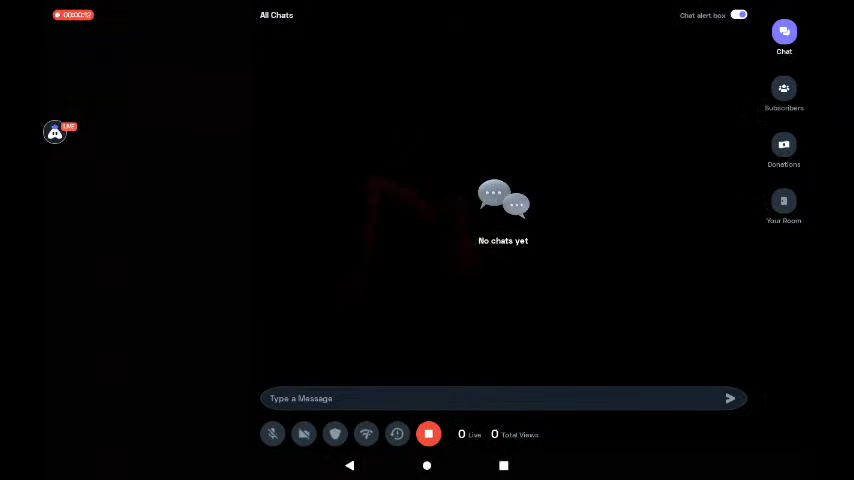 00:00:12
All Chats
Chat alert box
Chat
LIVE
Subscribers
Donations
Your Room
No chats yet
Type a Message
0 Live 0 Total Views